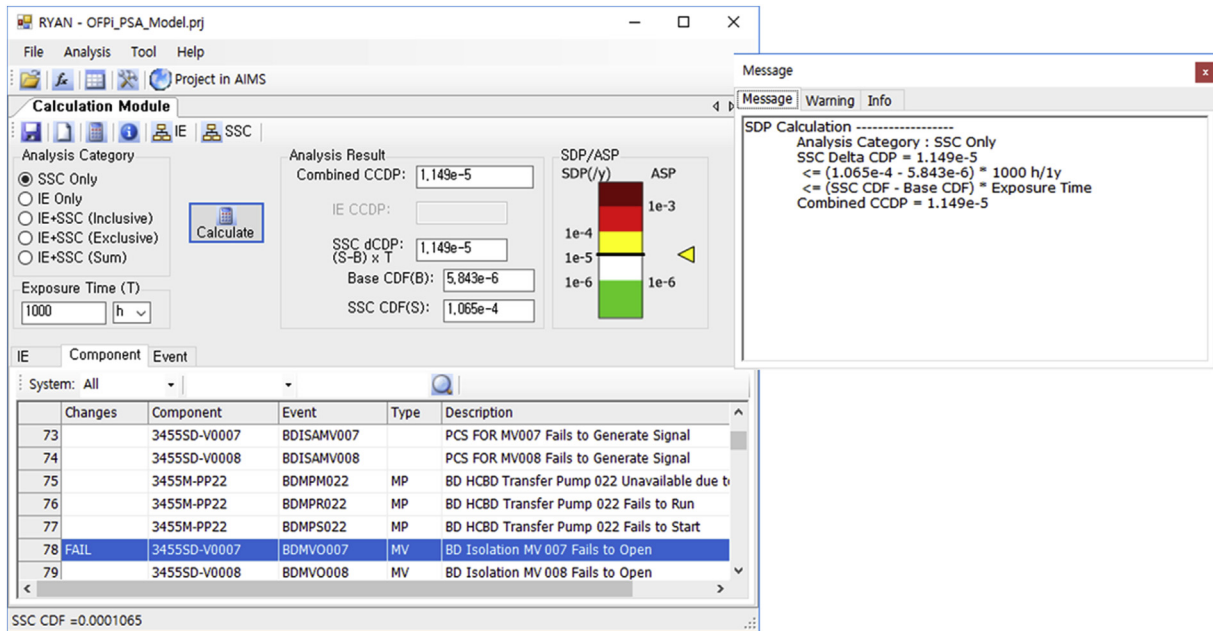 RYAN - OFPi_PSA_Model.prj
File Analysis Tool Help
Project in AIMS
Calculation Module
IE SSC
Analysis Category
SSC Only
IE Only
IE+SSC (Inclusive)
IE+SSC (Exclusive)
IE+SSC (Sum)
Exposure Time (T)
1000 h
Calculate
Analysis Result
Combined CCDP: 1,149e-5
IE CCDP:
SSC dCDP: 1,149e-5
(S-B) x T
Base CDF(B): 5,843e-6
SSC CDF(S): 1,065e-4
SDP/ASP
SDP(/y) ASP
1e-3
1e-4
1e-5
1e-6 1e-6
IE Component Event
System: All
Changes Component Event Type Description
73 3455SD-V0007 BDISAMV007 PCS FOR MV007 Fails to Generate Signal
74 3455SD-V0008 BDISAMV008 PCS FOR MV008 Fails to Generate Signal
75 3455M-PP22 BDMPM022 MP BD HCBD Transfer Pump 022 Unavailable due t
76 3455M-PP22 BDMPR022 MP BD HCBD Transfer Pump 022 Fails to Run
77 3455M-PP22 BDMPS022 MP BD HCBD Transfer Pump 022 Fails to Start
78 FAIL 3455SD-V0007 BDMVO007 MV BD Isolation MV 007 Fails to Open
79 3455SD-V0008 BDMVO008 MV BD Isolation MV 008 Fails to Open
SSC CDF =0.0001065
Message
Message Warning Info
SDP Calculation ------------------
Analysis Category : SSC Only
SSC Delta CDP = 1.149e-5
<= (1.065e-4 - 5.843e-6) * 1000 h/1y
<= (SSC CDF - Base CDF) * Exposure Time
Combined CCDP = 1.149e-5